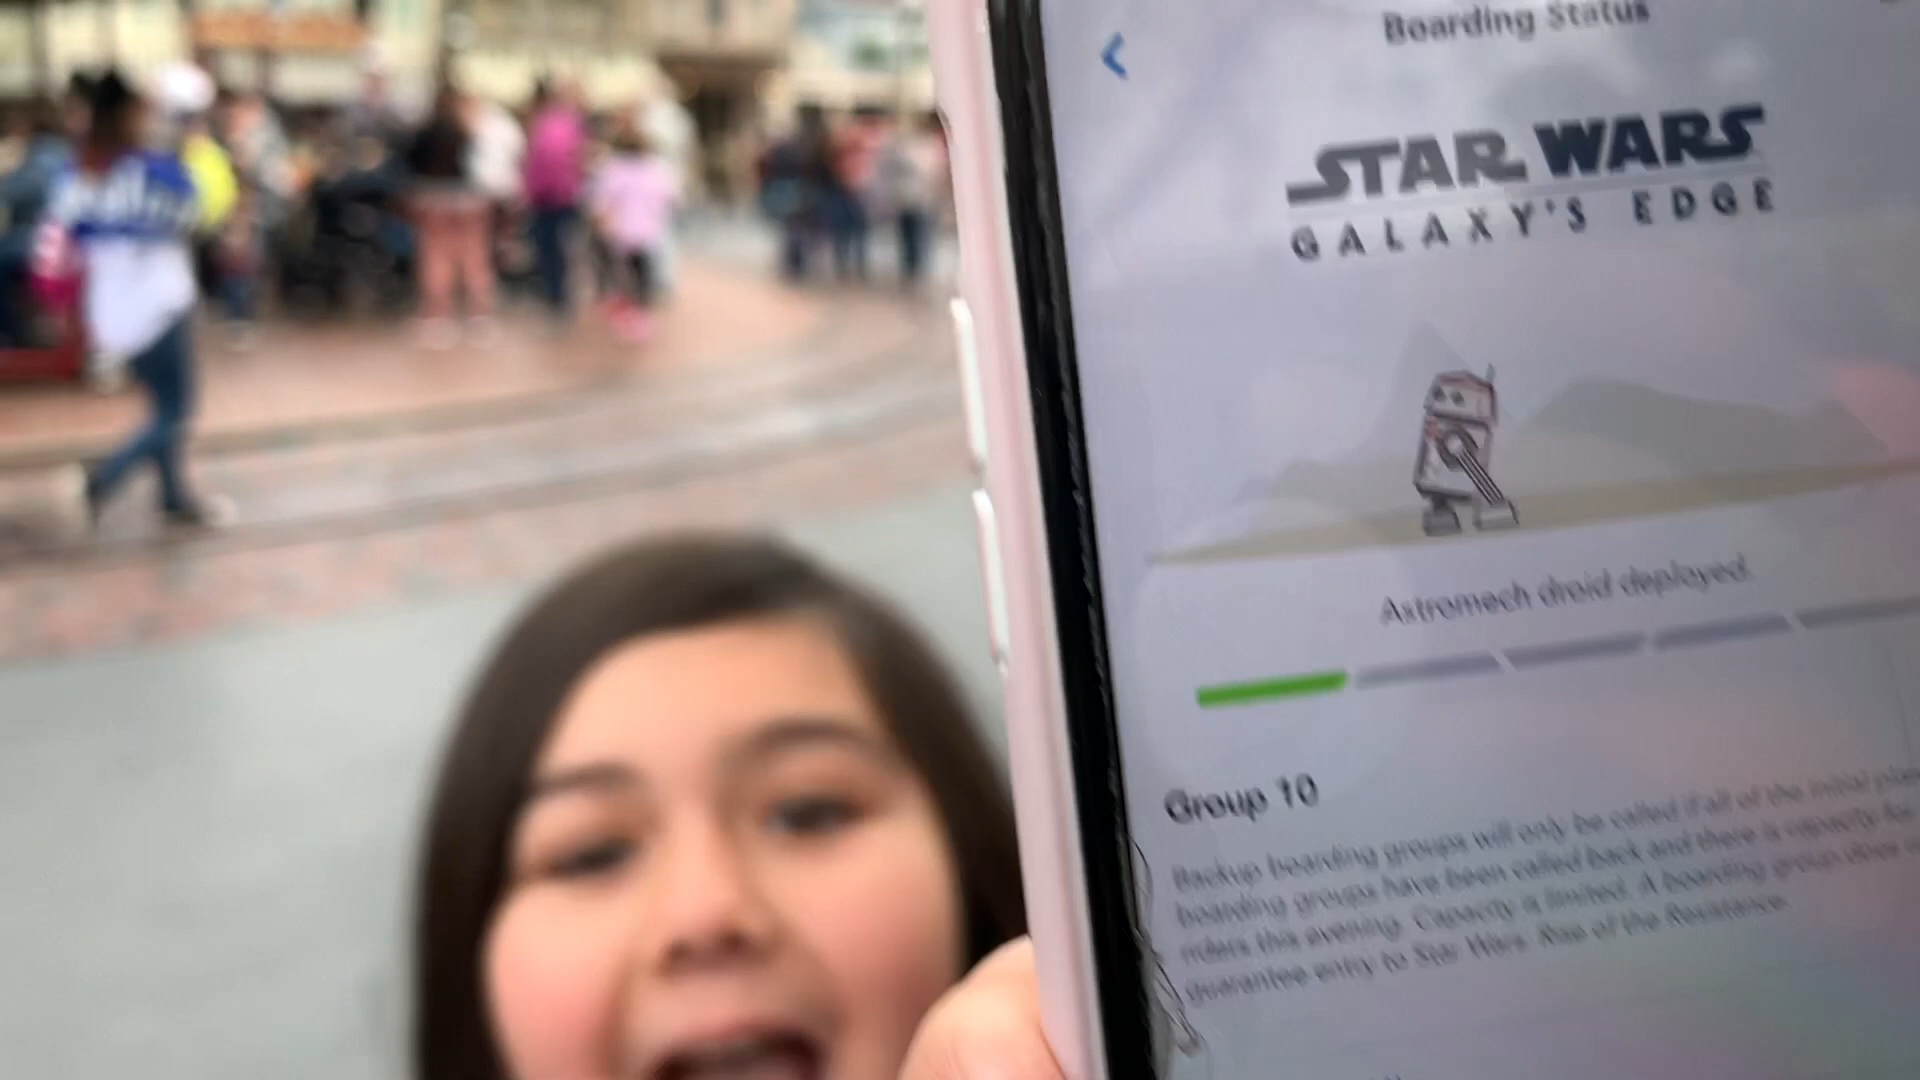 Boarding Status
STAR WARS
GALAXY'S EDGE
Astromech droid deployed.
Group 10
Backup boarding groups will only be called if all of the initial
boarding groups have been called back and there is capacity for
riders this evening. Capacity is limited. A boarding group does
guarantee entry to Star Wars: Rise of the Resistance.